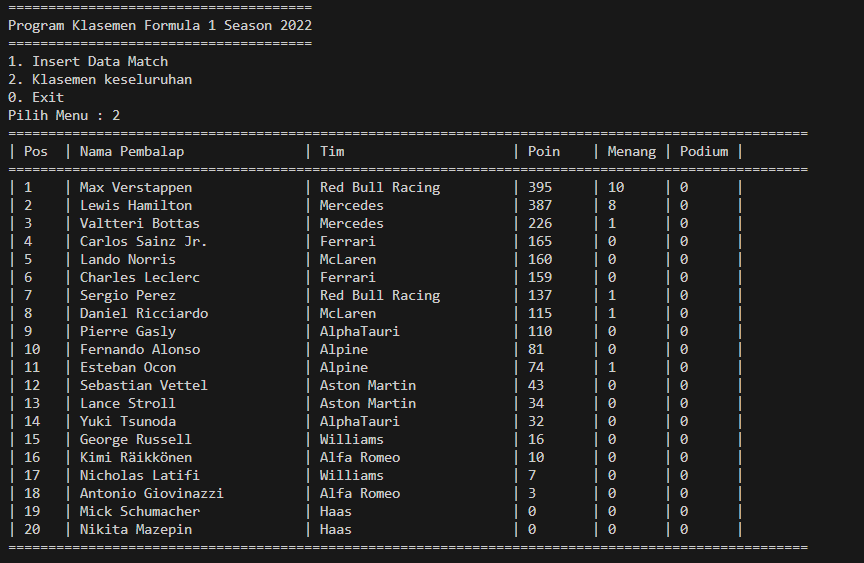 ======================================
Program Klasemen Formula 1 Season 2022
======================================
1. Insert Data Match
2. Klasemen keseluruhan
0. Exit
Pilih Menu : 2
====================================================================================================
| Pos  | Nama Pembalap               | Tim                     | Poin    | Menang | Podium |
====================================================================================================
| 1    | Max Verstappen              | Red Bull Racing         | 395     | 10     | 0      |
| 2    | Lewis Hamilton              | Mercedes                | 387     | 8      | 0      |
| 3    | Valtteri Bottas             | Mercedes                | 226     | 1      | 0      |
| 4    | Carlos Sainz Jr.            | Ferrari                 | 165     | 0      | 0      |
| 5    | Lando Norris                | McLaren                 | 160     | 0      | 0      |
| 6    | Charles Leclerc             | Ferrari                 | 159     | 0      | 0      |
| 7    | Sergio Perez                | Red Bull Racing         | 137     | 1      | 0      |
| 8    | Daniel Ricciardo            | McLaren                 | 115     | 1      | 0      |
| 9    | Pierre Gasly                | AlphaTauri              | 110     | 0      | 0      |
| 10   | Fernando Alonso             | Alpine                  | 81      | 0      | 0      |
| 11   | Esteban Ocon                | Alpine                  | 74      | 1      | 0      |
| 12   | Sebastian Vettel            | Aston Martin            | 43      | 0      | 0      |
| 13   | Lance Stroll                | Aston Martin            | 34      | 0      | 0      |
| 14   | Yuki Tsunoda                | AlphaTauri              | 32      | 0      | 0      |
| 15   | George Russell              | Williams                | 16      | 0      | 0      |
| 16   | Kimi Räikkönen              | Alfa Romeo              | 10      | 0      | 0      |
| 17   | Nicholas Latifi             | Williams                | 7       | 0      | 0      |
| 18   | Antonio Giovinazzi          | Alfa Romeo              | 3       | 0      | 0      |
| 19   | Mick Schumacher             | Haas                    | 0       | 0      | 0      |
| 20   | Nikita Mazepin              | Haas                    | 0       | 0      | 0      |
====================================================================================================